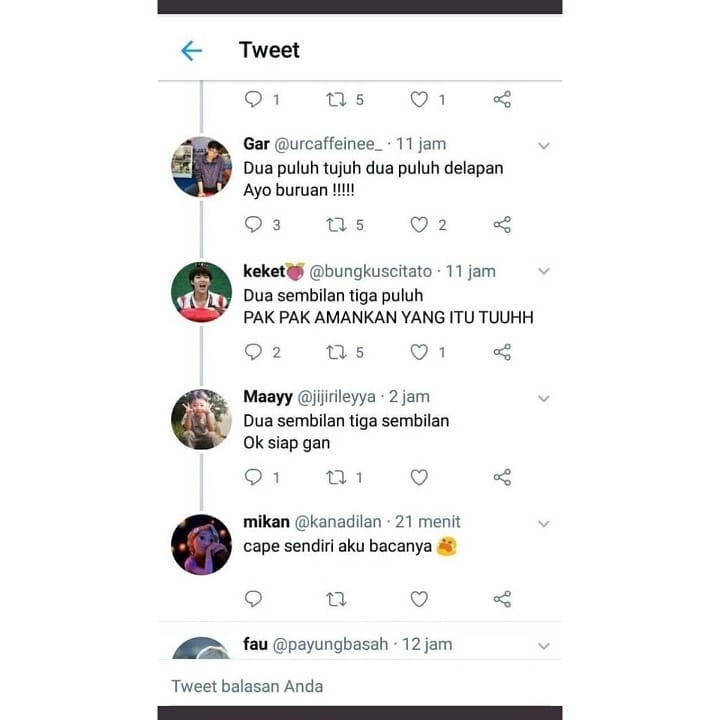 Tweet
1 5 1
Gar @urcaffeinee_ · 11 jam
Dua puluh tujuh dua puluh delapan
Ayo buruan !!!!!
3 5 2
keket @bungkuscitato · 11 jam
Dua sembilan tiga puluh
PAK PAK AMANKAN YANG ITU TUUHH
2 5 1
Maayy @jijirileyya · 2 jam
Dua sembilan tiga sembilan
Ok siap gan
1 1
mikan @kanadilan · 21 menit
cape sendiri aku bacanya
fau @payungbasah · 12 jam
Tweet balasan Anda